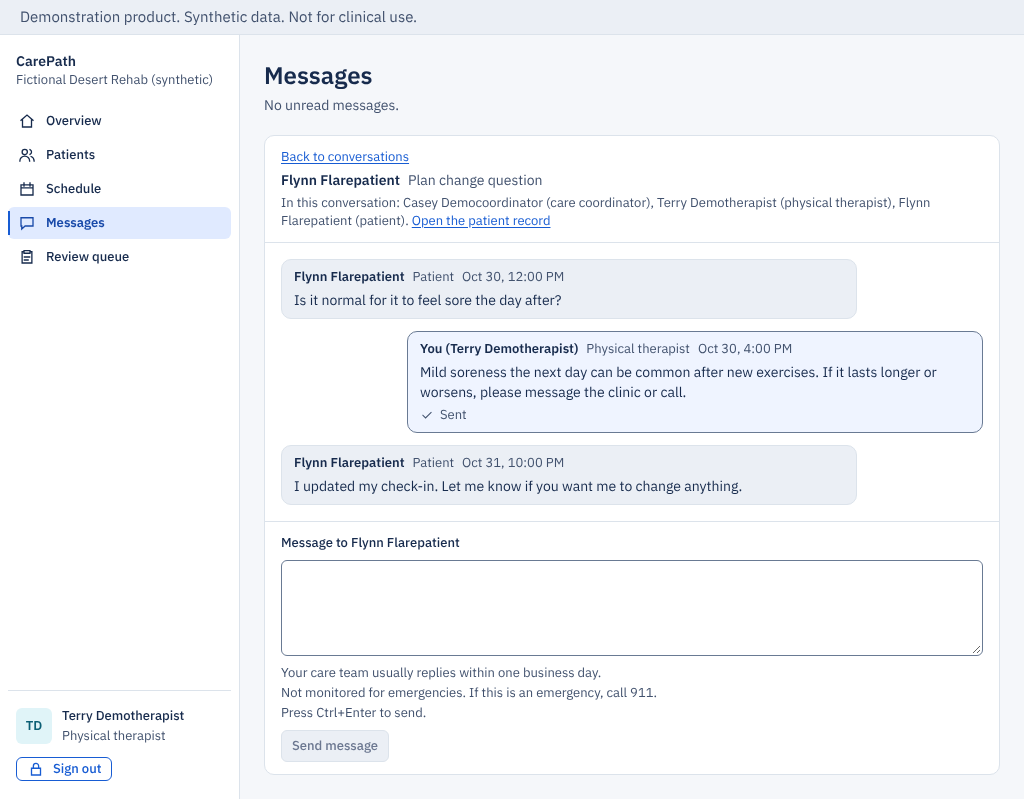 Demonstration product. Synthetic data. Not for clinical use.
CarePath
Fictional Desert Rehab (synthetic)
Overview
Patients
Schedule
Messages
Review queue
TD
Terry Demotherapist
Physical therapist
Sign out
Messages
No unread messages.
Back to conversations
Flynn Flarepatient Plan change question
In this conversation: Casey Democoordinator (care coordinator), Terry Demotherapist (physical therapist), Flynn
Flarepatient (patient). Open the patient record
Flynn Flarepatient Patient Oct 30, 12:00 PM
Is it normal for it to feel sore the day after?
You (Terry Demotherapist) Physical therapist Oct 30, 4:00 PM
Mild soreness the next day can be common after new exercises. If it lasts longer or
worsens, please message the clinic or call.
Sent
Flynn Flarepatient Patient Oct 31, 10:00 PM
I updated my check-in. Let me know if you want me to change anything.
Message to Flynn Flarepatient
Your care team usually replies within one business day.
Not monitored for emergencies. If this is an emergency, call 911.
Press Ctrl+Enter to send.
Send message